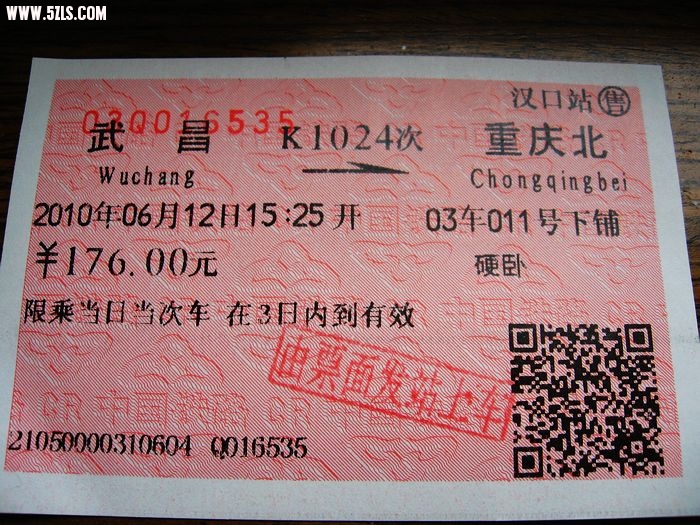 WWW.5ZLS.COM
汉口站 售
03Q016535
武昌 K1024次 重庆北
Wuchang Chongqingbei
2010年06月12日15:25开 03车011号下铺
￥176.00元 硬卧
限乘当日当次车 在3日内到有效
由票面发站上车
21050000310604 Q016535